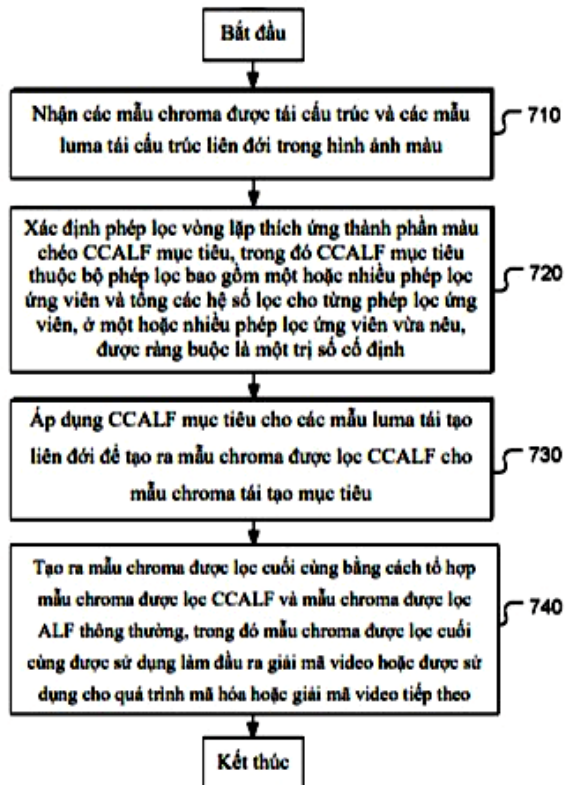 Bắt đầu
Nhận các mẫu chroma được tái cấu trúc và các mẫu
luma tái cấu trúc liên đới trong hình ảnh màu
710
Xác định phép lọc vòng lặp thích ứng thành phần màu
chéo CCALF mục tiêu, trong đó CCALF mục tiêu
thuộc bộ phép lọc bao gồm một hoặc nhiều phép lọc
ứng viên và tổng các hệ số lọc cho từng phép lọc ứng
viên, ở một hoặc nhiều phép lọc ứng viên vừa nêu,
được ràng buộc là một trị số cố định
720
Áp dụng CCALF mục tiêu cho các mẫu luma tái tạo
liên đới để tạo ra mẫu chroma được lọc CCALF cho
mẫu chroma tái tạo mục tiêu
730
Tạo ra mẫu chroma được lọc cuối cùng bằng cách tổ hợp
mẫu chroma được lọc CCALF và mẫu chroma được lọc
ALF thông thường, trong đó mẫu chroma được lọc cuối
cùng được sử dụng làm đầu ra giải mã video hoặc được sử
dụng cho quá trình mã hóa hoặc giải mã video tiếp theo
740
Kết thúc